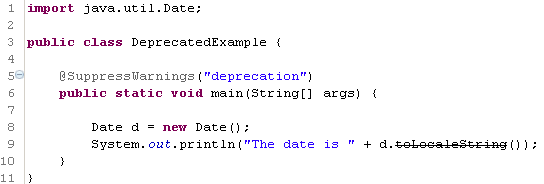 1 import java.util.Date;
2
3 public class DeprecatedExample {
4
5     @SuppressWarnings("deprecation")
6     public static void main(String[] args) {
7
8         Date d = new Date();
9         System.out.println("The date is " + d.toLocaleString());
10     }
11 }